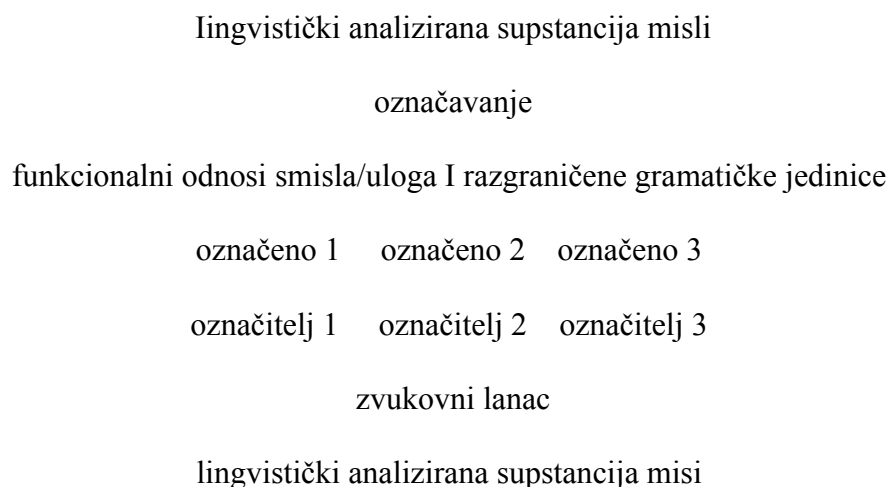 Iingvistički analizirana supstancija misli
označavanje
funkcionalni odnosi smisla/uloga I razgraničene gramatičke jedinice
označeno 1 označeno 2 označeno 3
označitelj 1 označitelj 2 označitelj 3
zvukovni lanac
lingvistički analizirana supstancija misi